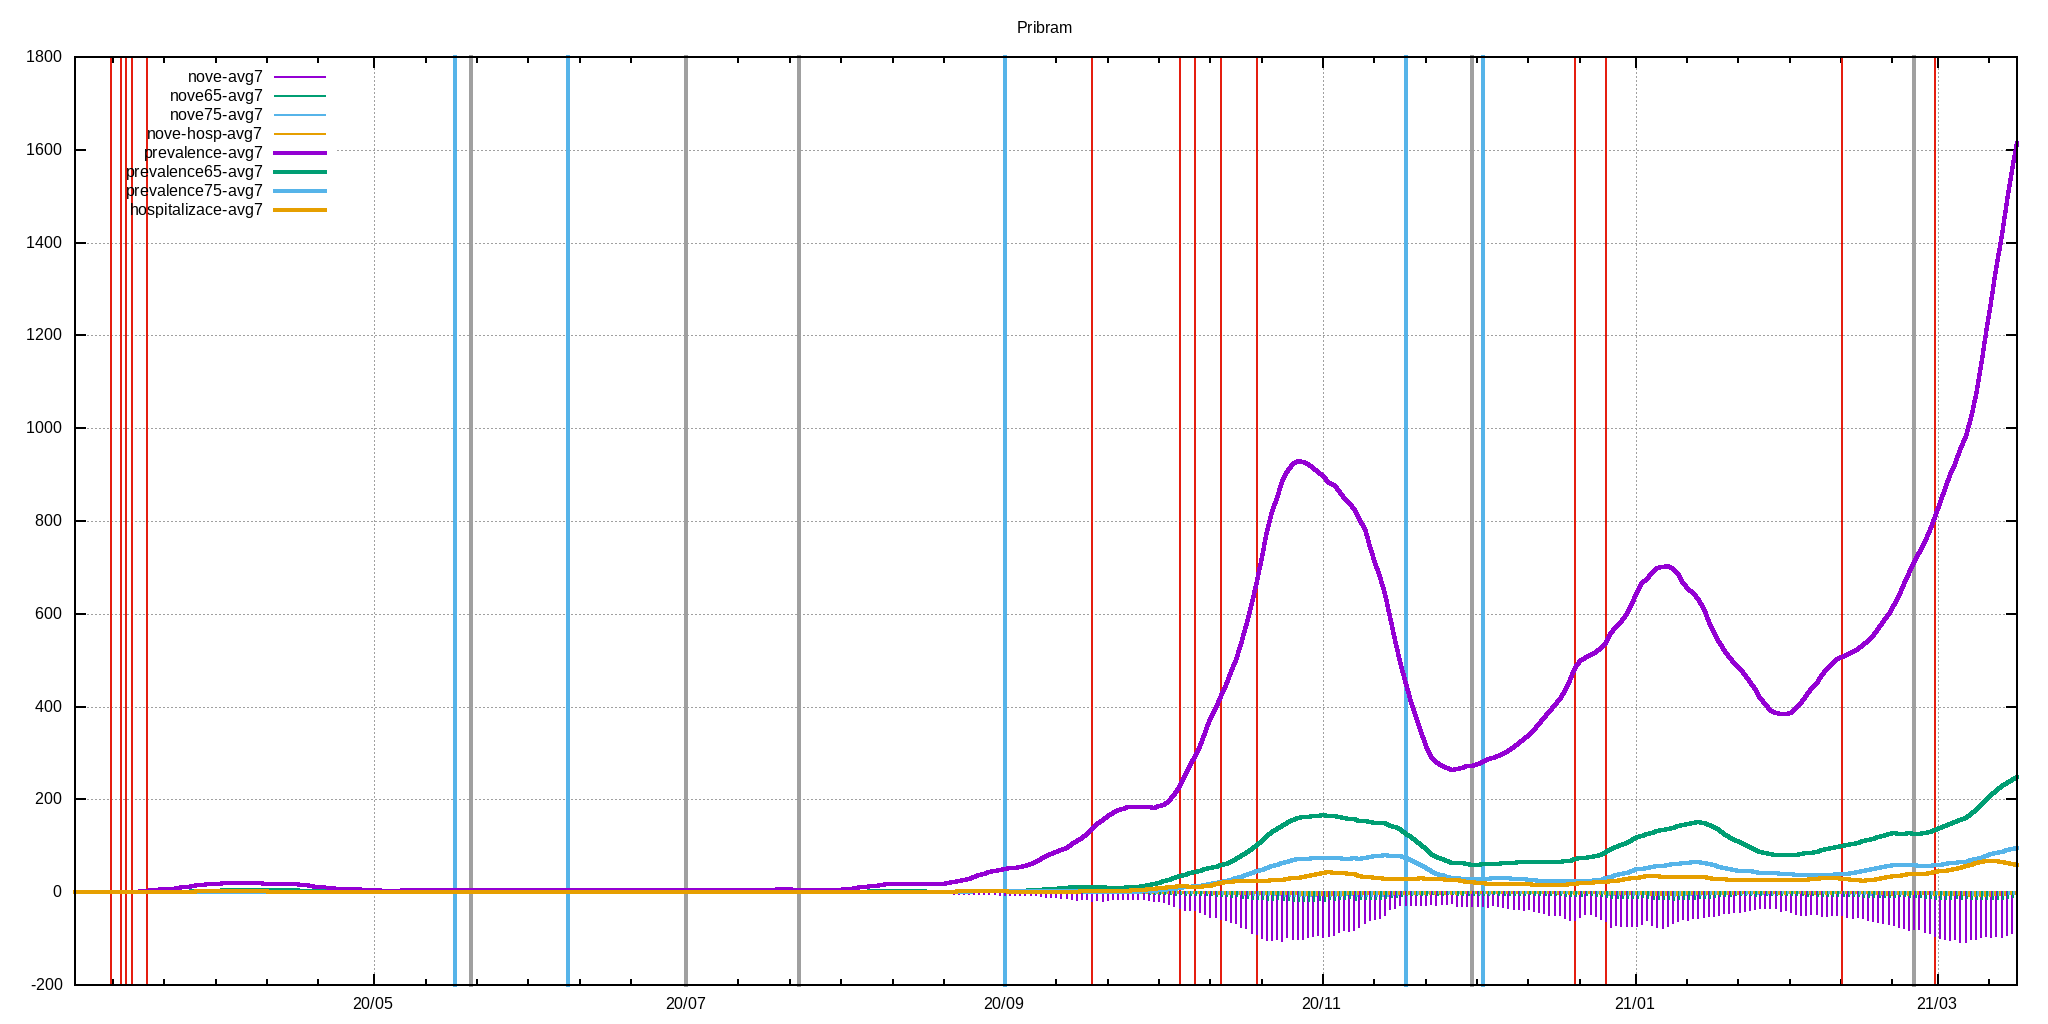 Pribram
1800
1600
1400
1200
1000
800
600
400
200
0
-200
nove-avg7
nove65-avg7
nove75-avg7
nove-hosp-avg7
prevalence-avg7
prevalence65-avg7
prevalence75-avg7
hospitalizace-avg7
20/05 20/07 20/09 20/11 21/01 21/03